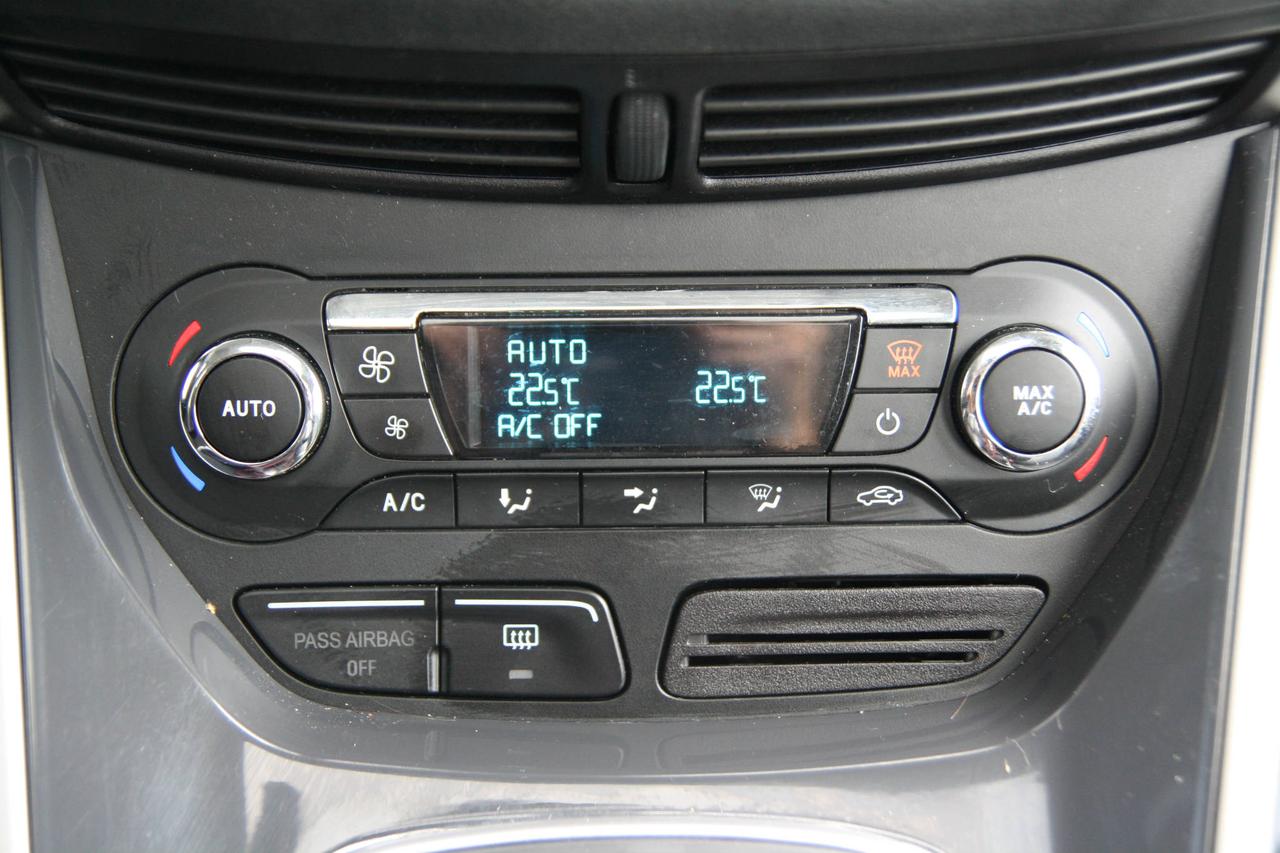 AUTO
22.5°C 22.5°C
A/C OFF
AUTO
MAX
MAX
A/C
A/C
PASS AIRBAG
OFF